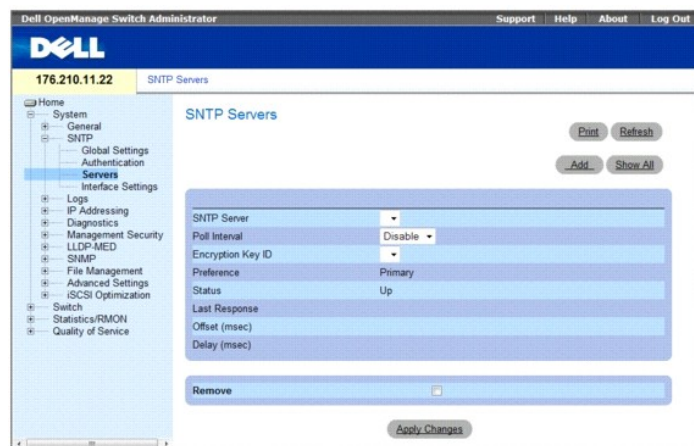 Dell OpenManage Switch Administrator Support Help About Log Out
DELL
176.210.11.22 SNTP Servers
Home
System
General
SNTP
Global Settings
Authentication
Servers
Interface Settings
Logs
IP Addressing
Diagnostics
Management Security
LLDP-MED
SNMP
File Management
Advanced Settings
iSCSI Optimization
Switch
Statistics/RMON
Quality of Service
SNTP Servers
Print Refresh
Add Show All
SNTP Server
Poll Interval Disable
Encryption Key ID
Preference Primary
Status Up
Last Response
Offset (msec)
Delay (msec)
Remove
Apply Changes